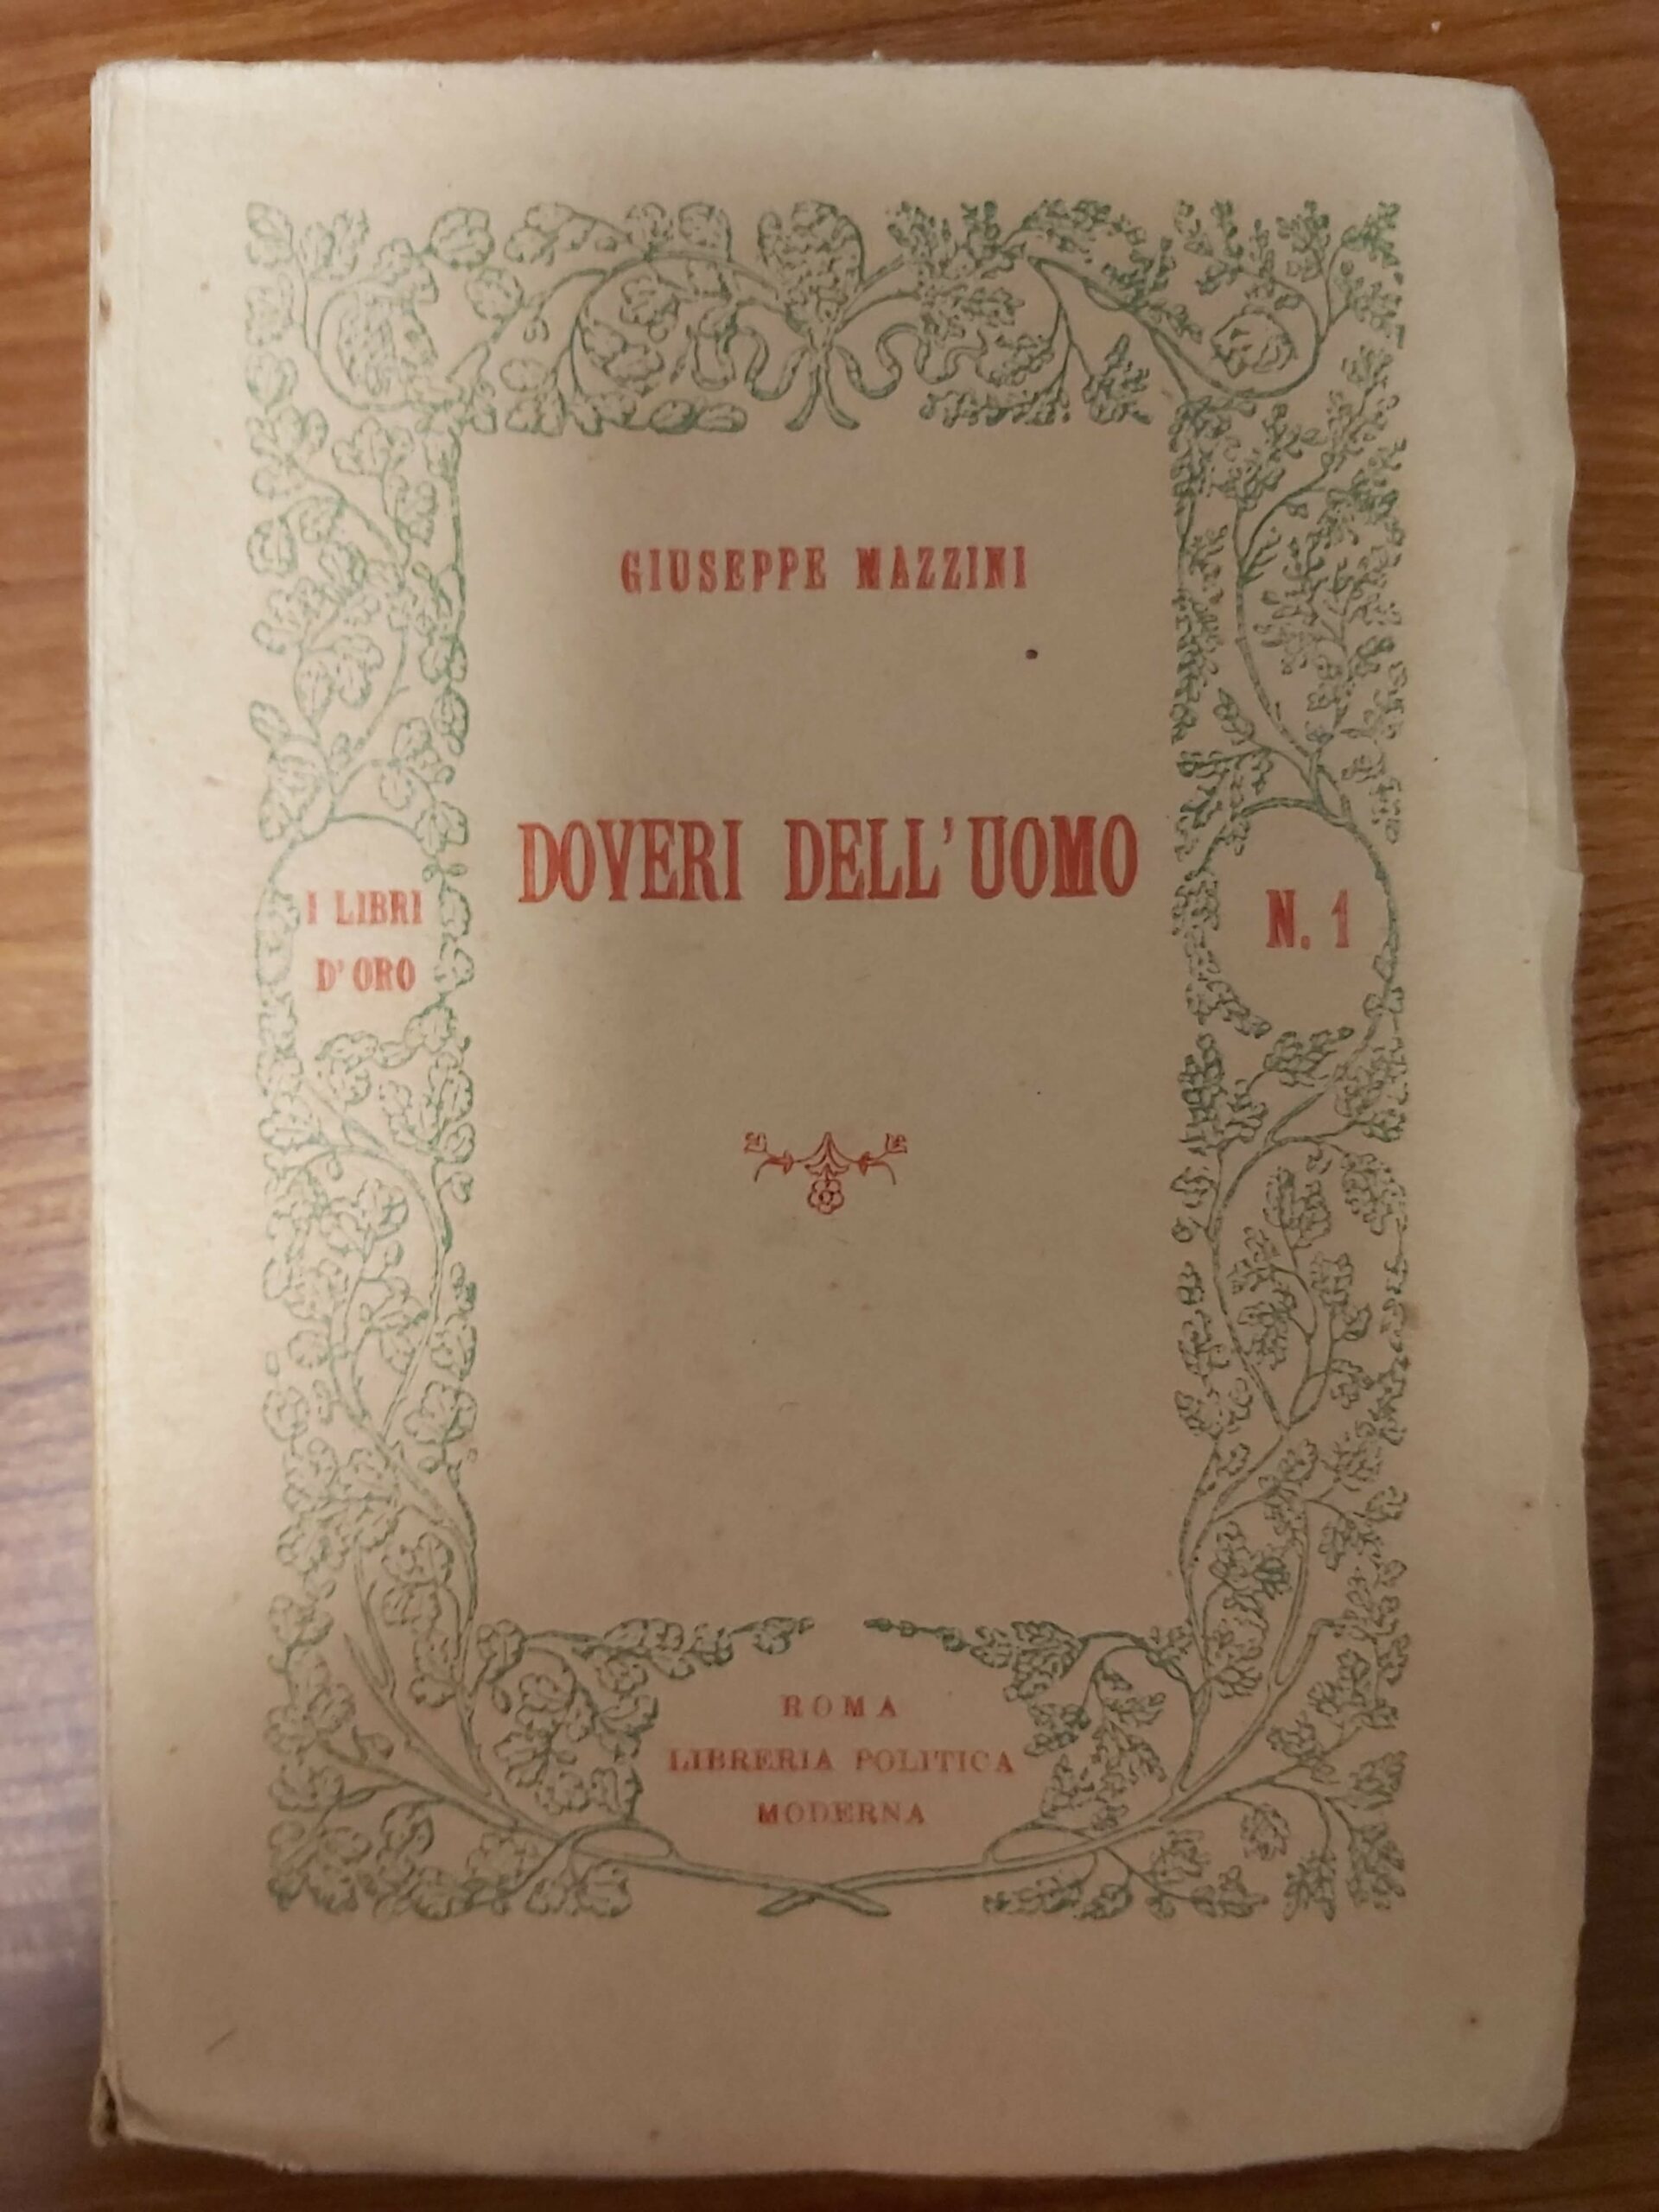 GIUSEPPE MAZZINI
DOVERI DELL'UOMO
I LIBRI
D'ORO
N. 1
ROMA
LIBRERIA POLITICA
MODERNA